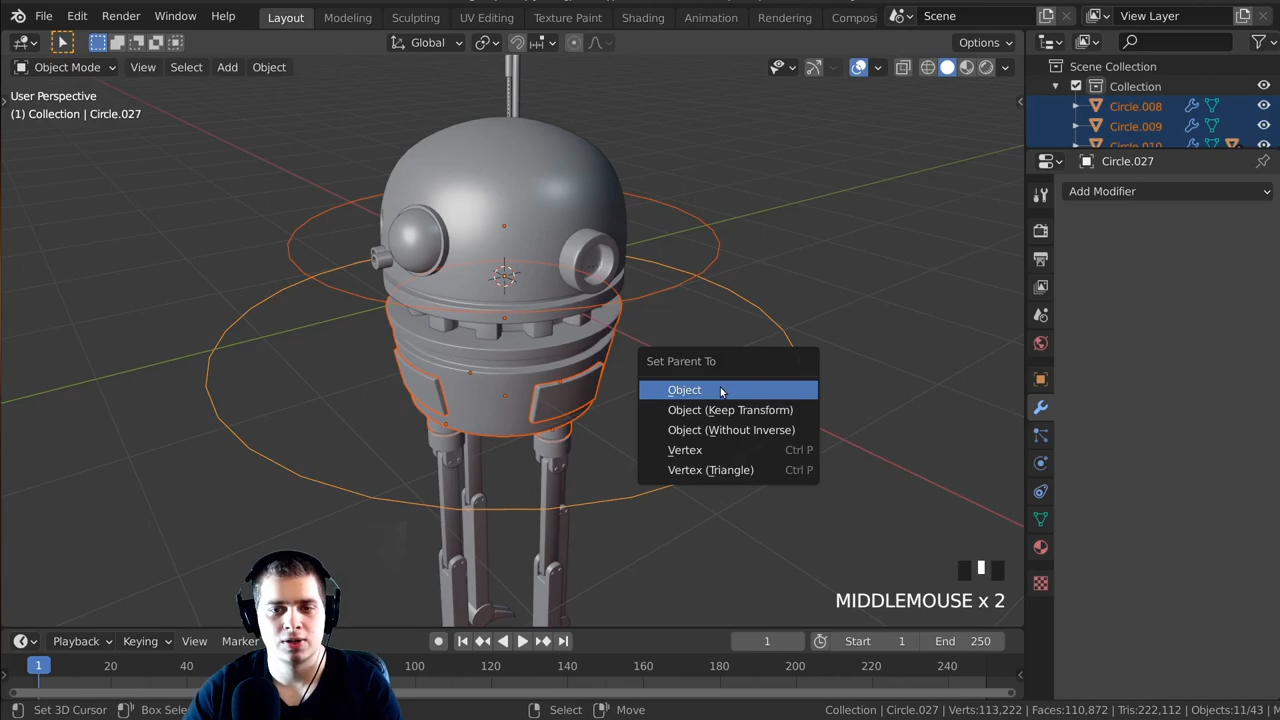 File Edit Render Window Help Layout Modeling Sculpting UV Editing Texture Paint Shading Animation Rendering Composi Scene View Layer
Global Options
Object Mode View Select Add Object
User Perspective
(1) Collection | Circle.027
Scene Collection
Collection
Circle.008
Circle.009
Circle.010
Circle.027
Add Modifier
Set Parent To
Object
Object (Keep Transform)
Object (Without Inverse)
Vertex Ctrl P
Vertex (Triangle) Ctrl P
MIDDLEMOUSE x 2
Playback Keying View Marker 1 Start 1 End 250
1 20 40 100 120 140 160 180 200 220 240
Set 3D Cursor Box Sel Select Move Collection | Circle.027 | Verts:113,222 | Faces:110,872 | Tris:222,112 | Objects:11/43